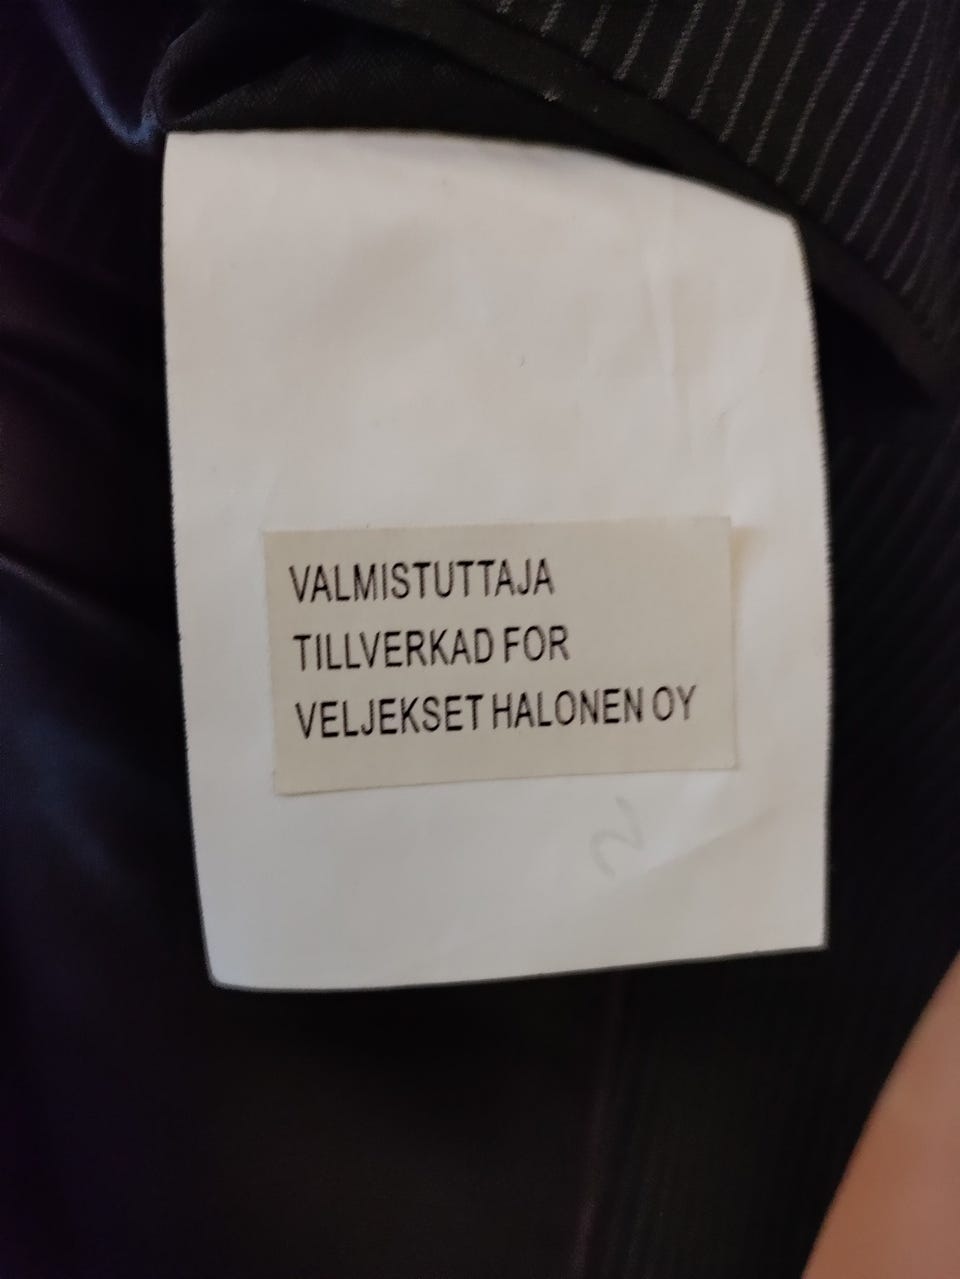 VALMISTUTTAJA
TILLVERKAD FOR
VELJEKSET HALONEN OY